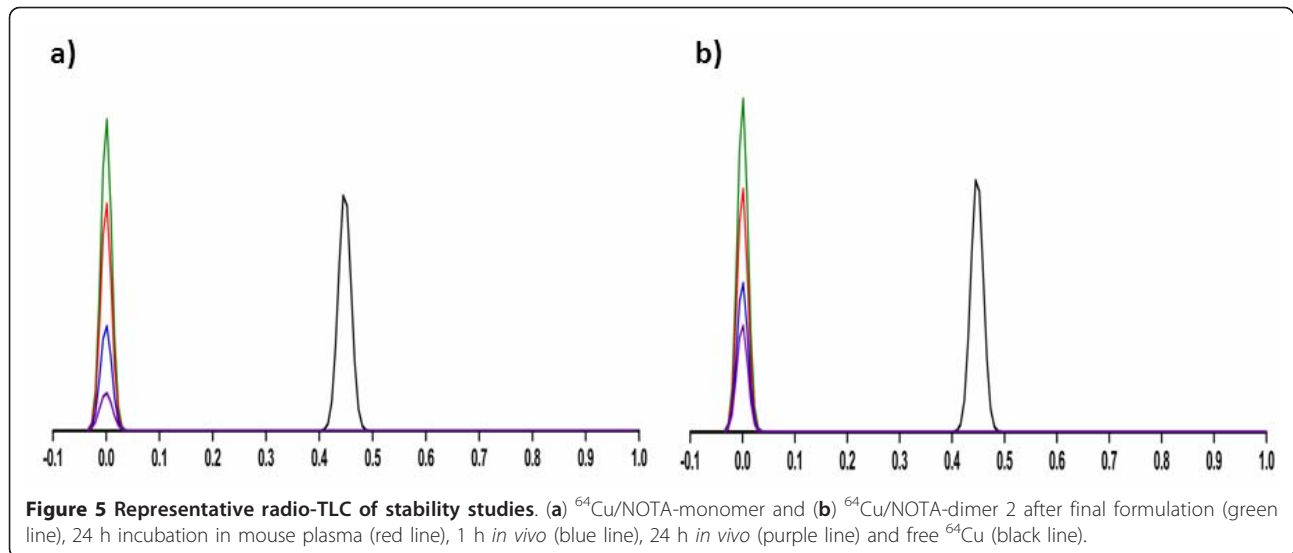 a)
b)
-0.1 0.0 0.1 0.2 0.3 0.4 0.5 0.6 0.7 0.8 0.9 1.0
-0.1 0.0 0.1 0.2 0.3 0.4 0.5 0.6 0.7 0.8 0.9 1.0
Figure 5 Representative radio-TLC of stability studies. (a) ⁶⁴Cu/NOTA-monomer and (b) ⁶⁴Cu/NOTA-dimer 2 after final formulation (green
line), 24 h incubation in mouse plasma (red line), 1 h in vivo (blue line), 24 h in vivo (purple line) and free ⁶⁴Cu (black line).